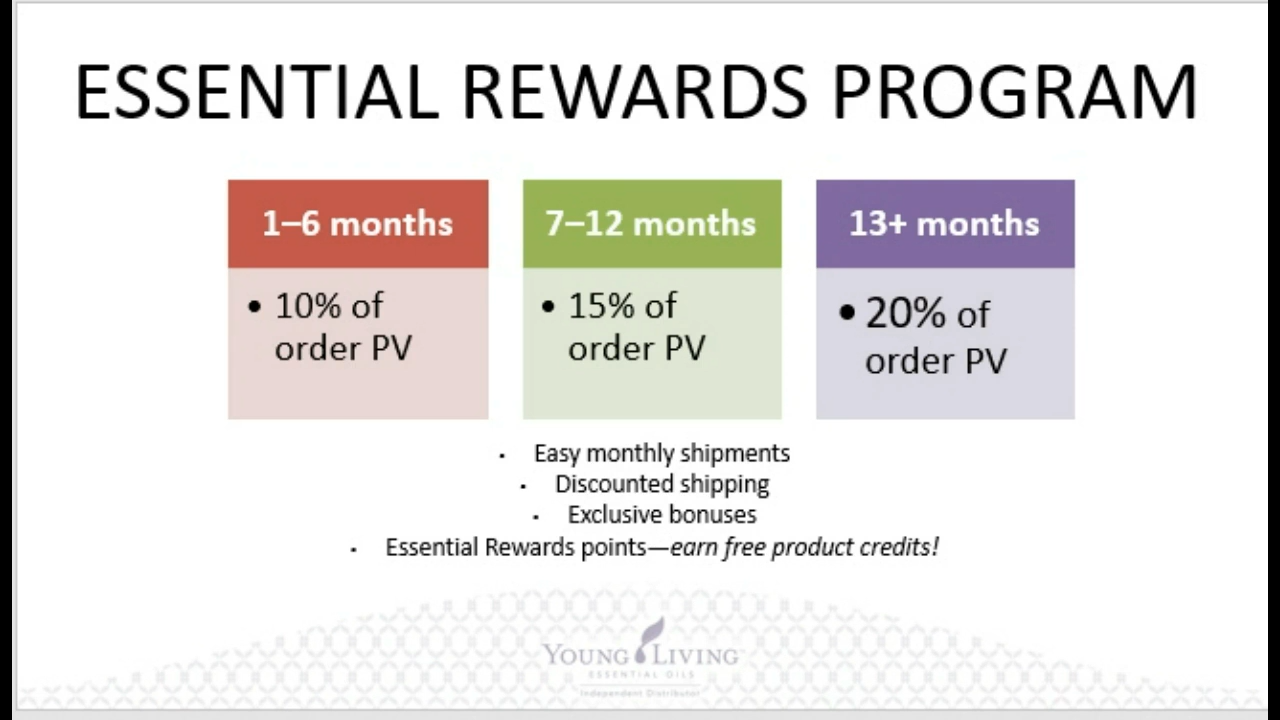 ESSENTIAL REWARDS PROGRAM
1–6 months
• 10% of
order PV
7–12 months
• 15% of
order PV
13+ months
• 20% of
order PV
▪ Easy monthly shipments
▪ Discounted shipping
▪ Exclusive bonuses
▪ Essential Rewards points—earn free product credits!
YOUNG LIVING
ESSENTIAL OILS
Independent Distributor